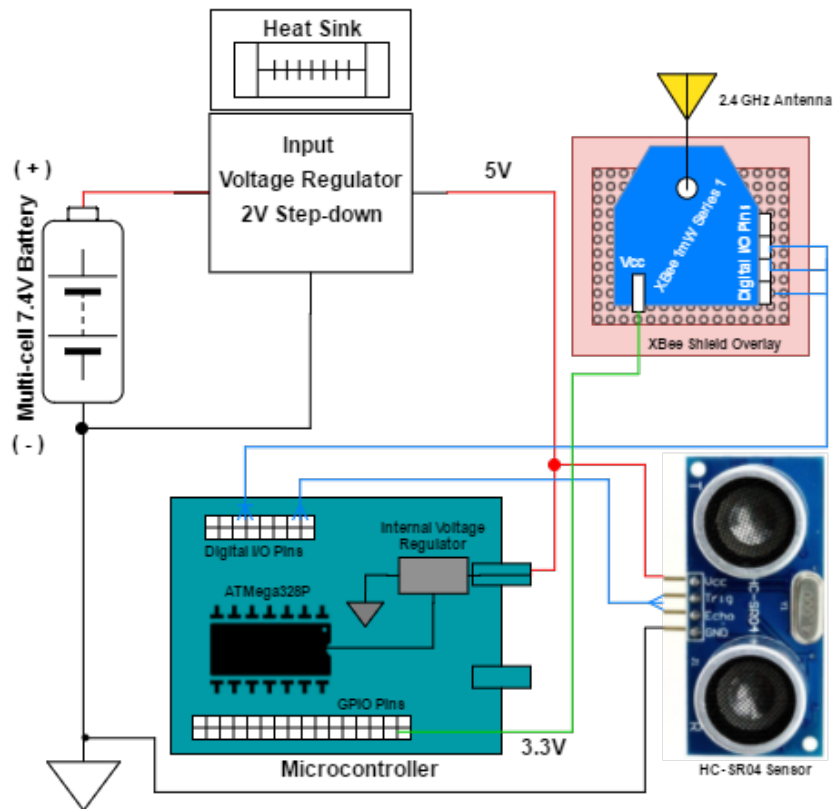 Heat Sink
Input
Voltage Regulator
2V Step-down
( + )
Multi-cell 7.4V Battery
( - )
5V
2.4 GHz Antenna
XBee 1mW Series 1
Vcc
Digital I/O Pins
XBee Shield Overlay
Digital I/O Pins
Internal Voltage
Regulator
ATMega328P
GPIO Pins
3.3V
Microcontroller
T
Vcc
Trig
Echo
GND
HC-SR04
HC-SR04 Sensor